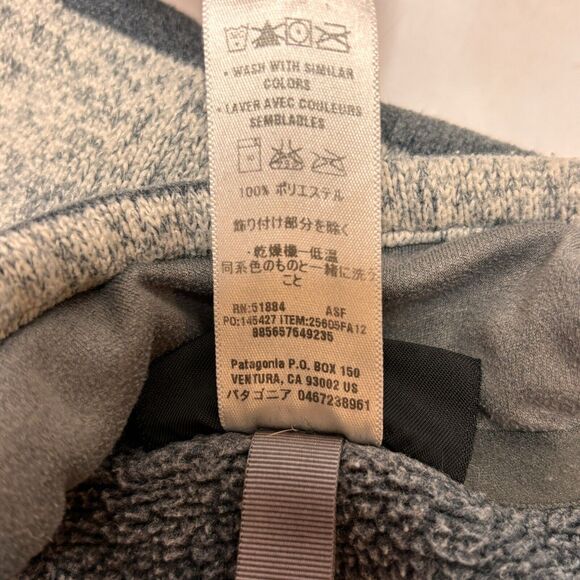 • WASH WITH SIMILAR
COLORS
• LAVER AVEC COULEURS
SEMBLABLES
100% ポリエステル
飾り付け部分を除く
・乾燥機一低温
同系色のものと一緒に洗う
こと
RN:51884 ASF
PO:145427 ITEM:25605FA12
885657649235
Patagonia P.O. BOX 150
VENTURA, CA 93002 US
パタゴニア 0467238961